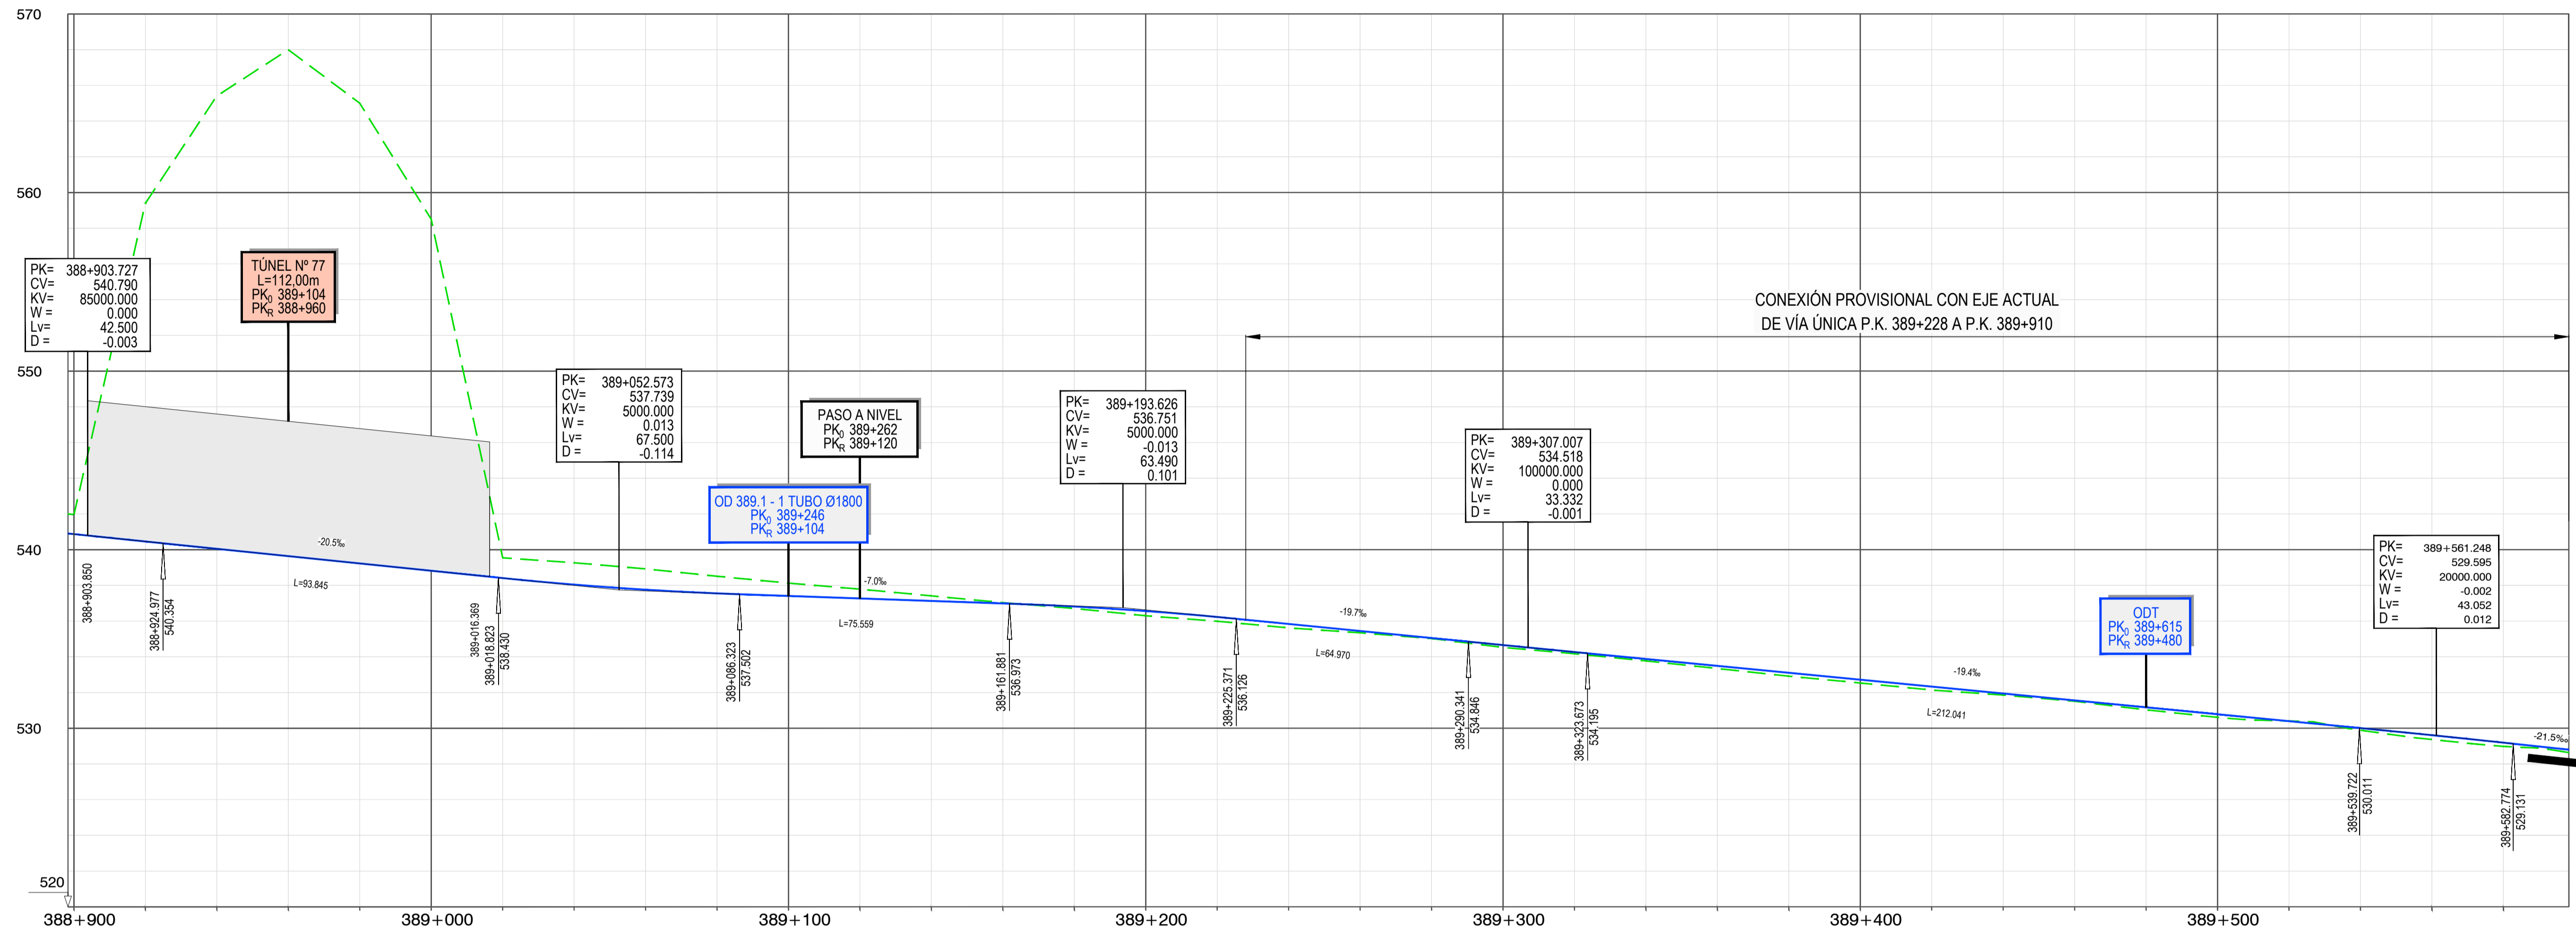 570
560
550
540
530
520
PK= 388+903.727
CV= 540.790
KV= 85000.000
W = 0.000
Lv= 42.500
D = -0.003
TÚNEL Nº 77
L=112,00m
PK0 389+104
PKR 388+960
PK= 389+052.573
CV= 537.739
KV= 5000.000
W = 0.013
Lv= 67.500
D = -0.114
OD 389.1 - 1 TUBO Ø1800
PK0 389+246
PKR 389+104
PASO A NIVEL
PK0 389+262
PKR 389+120
PK= 389+193.626
CV= 536.751
KV= 5000.000
W = -0.013
Lv= 63.490
D = 0.101
CONEXIÓN PROVISIONAL CON EJE ACTUAL
DE VÍA ÚNICA P.K. 389+228 A P.K. 389+910
PK= 389+307.007
CV= 534.518
KV= 100000.000
W = 0.000
Lv= 33.332
D = -0.001
ODT
PK0 389+615
PKR 389+480
PK= 389+561.248
CV= 529.595
KV= 20000.000
W = -0.002
Lv= 43.052
D = 0.012
-20.5‰
L=93.845
-7.0‰
L=75.559
-19.7‰
L=64.970
-19.4‰
L=212.041
-21.5‰
388+903.850
388+924.977
540.354
389+016.369
389+018.823
538.430
389+086.323
537.502
389+161.881
536.973
389+225.371
536.126
389+290.341
534.846
389+323.673
534.195
389+539.722
530.011
389+582.774
529.131
388+900
389+000
389+100
389+200
389+300
389+400
389+500